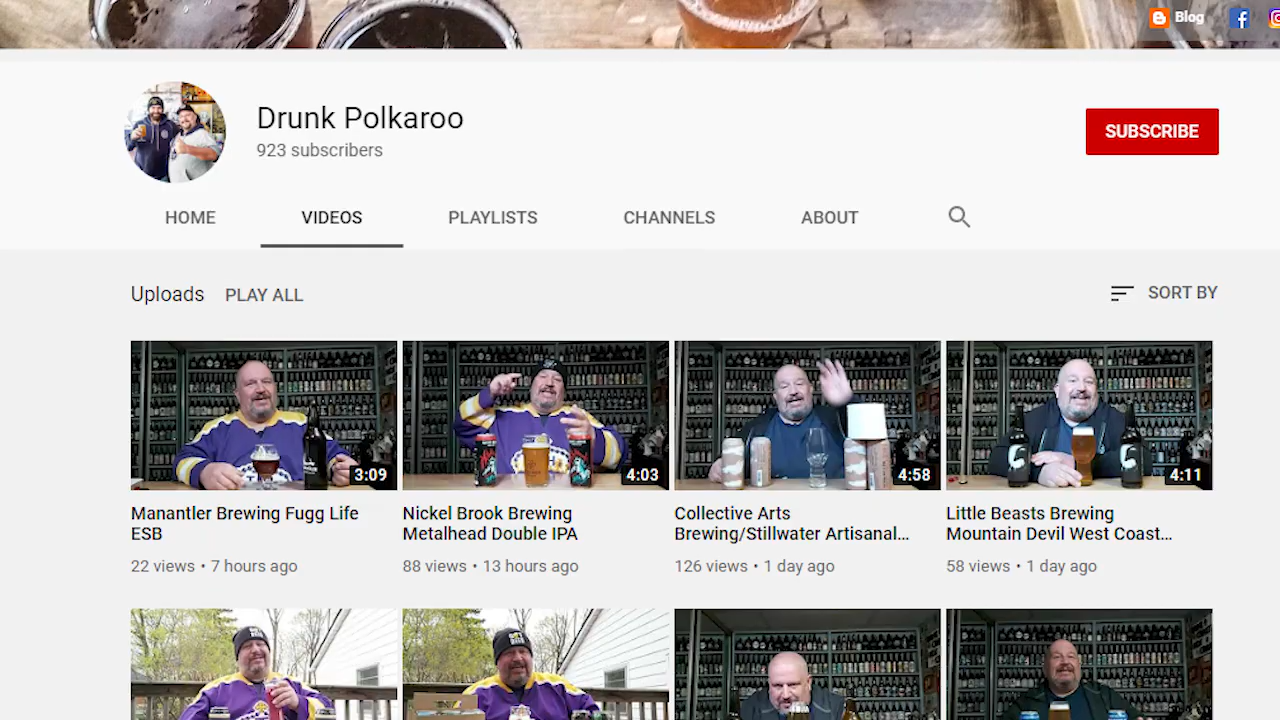 Blog
Drunk Polkaroo
923 subscribers
SUBSCRIBE
HOME VIDEOS PLAYLISTS CHANNELS ABOUT
Uploads PLAY ALL SORT BY
3:09 4:03 4:58 4:11
Manantler Brewing Fugg Life
ESB
22 views • 7 hours ago
Nickel Brook Brewing
Metalhead Double IPA
88 views • 13 hours ago
Collective Arts
Brewing/Stillwater Artisanal...
126 views • 1 day ago
Little Beasts Brewing
Mountain Devil West Coast...
58 views • 1 day ago